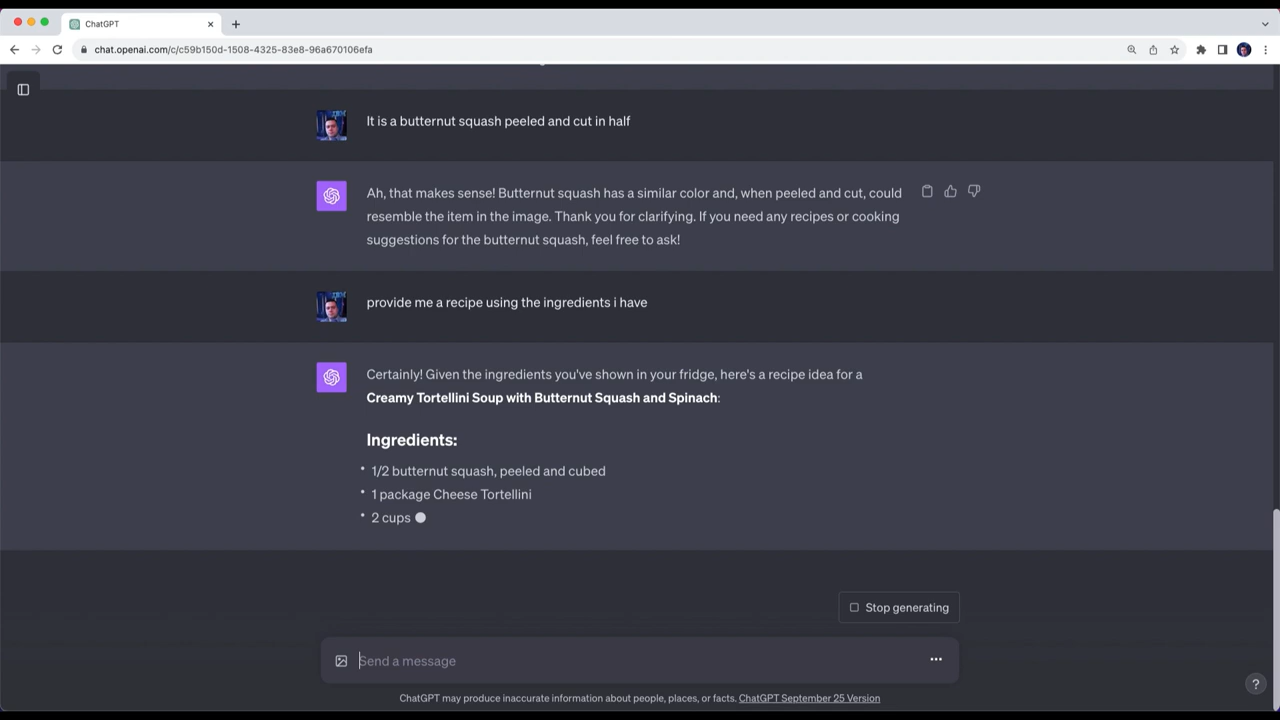 ChatGPT
chat.openai.com/c/c59b150d-1508-4325-83e8-96a670106efa
It is a butternut squash peeled and cut in half
Ah, that makes sense! Butternut squash has a similar color and, when peeled and cut, could
resemble the item in the image. Thank you for clarifying. If you need any recipes or cooking
suggestions for the butternut squash, feel free to ask!
provide me a recipe using the ingredients i have
Certainly! Given the ingredients you've shown in your fridge, here's a recipe idea for a
Creamy Tortellini Soup with Butternut Squash and Spinach:
Ingredients:
• 1/2 butternut squash, peeled and cubed
• 1 package Cheese Tortellini
• 2 cups
Stop generating
Send a message
ChatGPT may produce inaccurate information about people, places, or facts. ChatGPT September 25 Version
?